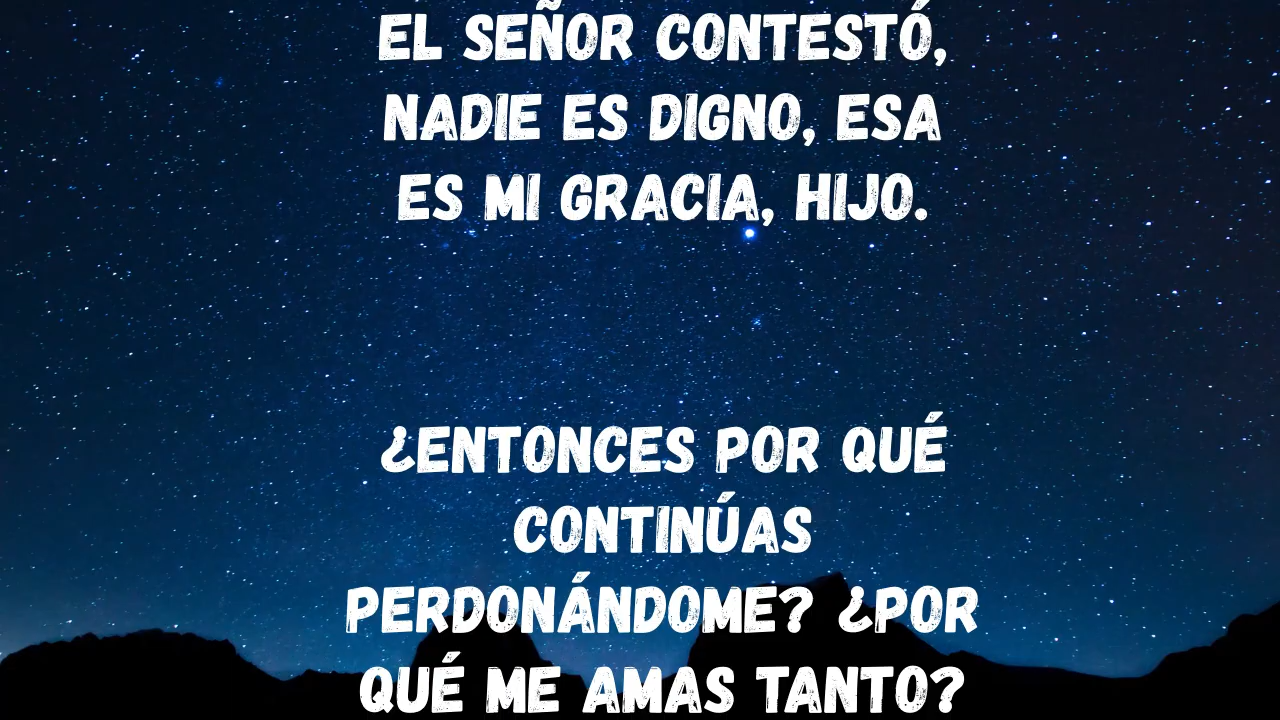 EL SEÑOR CONTESTÓ,
NADIE ES DIGNO, ESA
ES MI GRACIA, HIJO.
¿ENTONCES POR QUÉ
CONTINÚAS
PERDONÁNDOME? ¿POR
QUÉ ME AMAS TANTO?